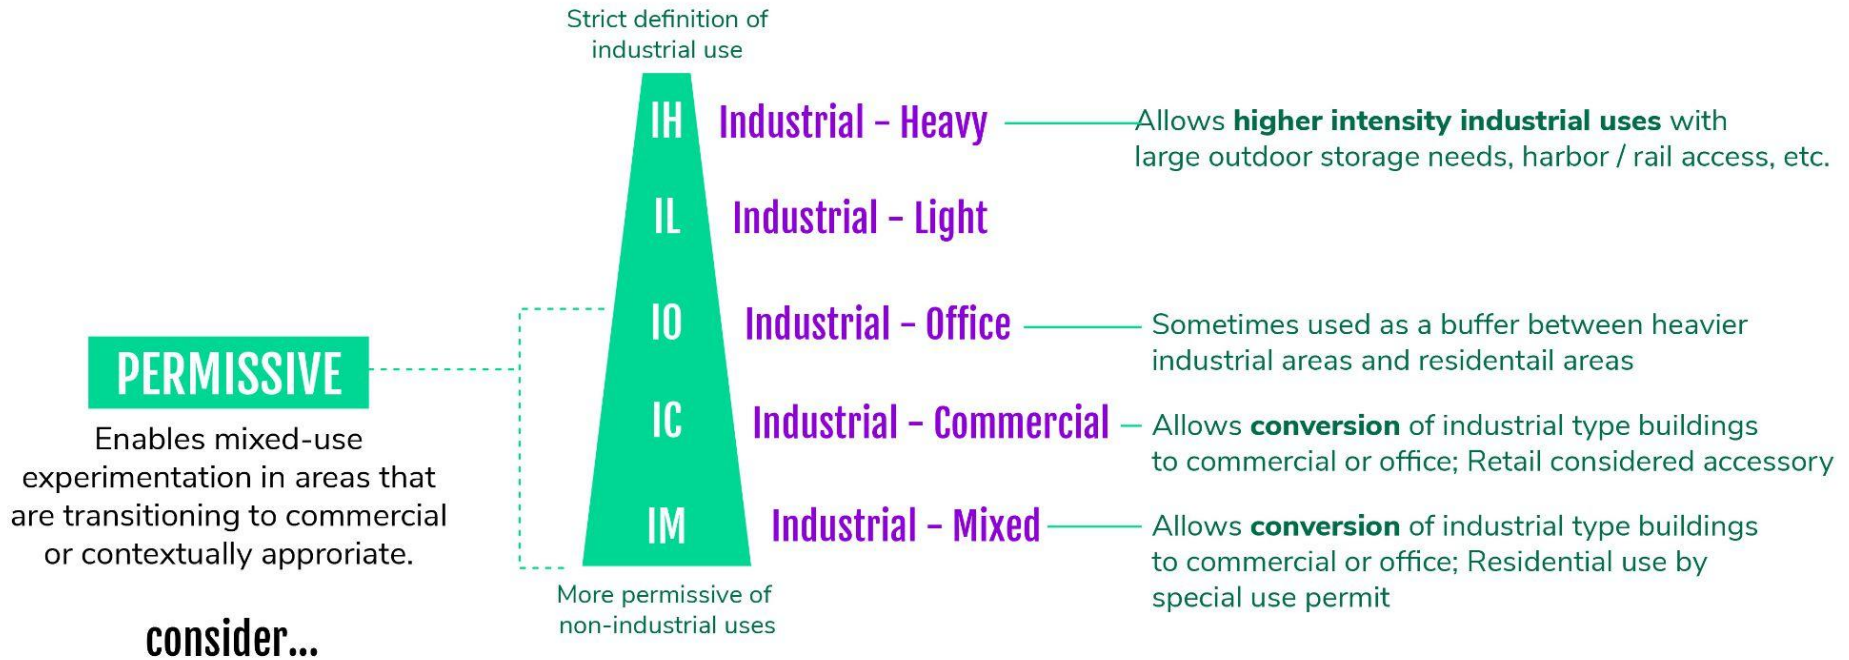 Strict definition of
industrial use
IH Industrial – Heavy
Allows higher intensity industrial uses with
large outdoor storage needs, harbor / rail access, etc.
IL Industrial – Light
IO Industrial – Office
Sometimes used as a buffer between heavier
industrial areas and residentail areas
PERMISSIVE
Enables mixed-use
experimentation in areas that
are transitioning to commercial
or contextually approriate.
IC Industrial – Commercial
Allows conversion of industrial type buildings
to commercial or office; Retail considered accessory
IM Industrial – Mixed
Allows conversion of industrial type buildings
to commercial or office; Residential use by
special use permit
More permissive of
non-industrial uses
consider...